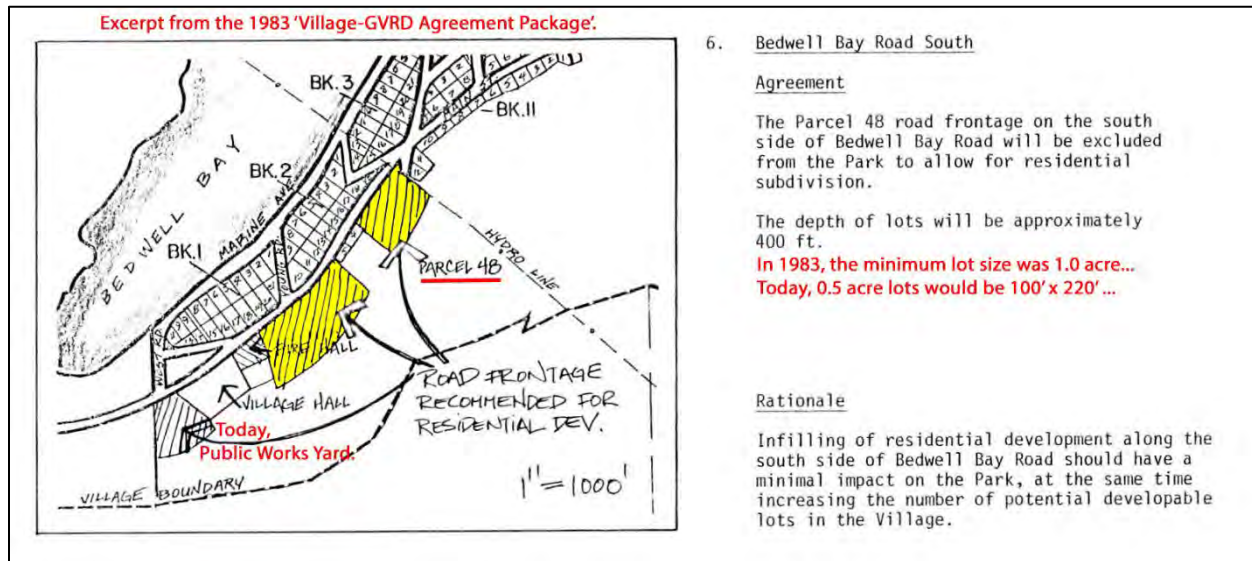 Excerpt from the 1983 'Village-GVRD Agreement Package'.
BK.3
BK.11
BK.2
BK.1
BEDWELL BAY
MARINE AVE
HYDRO LINE
PARCEL 48
FIRE HALL
VILLAGE HALL
Today,
Public Works Yard.
ROAD FRONTAGE
RECOMMENDED FOR
RESIDENTIAL DEV.
VILLAGE BOUNDARY
1"=1000'
6. Bedwell Bay Road South
Agreement
The Parcel 48 road frontage on the south
side of Bedwell Bay Road will be excluded
from the Park to allow for residential
subdivision.
The depth of lots will be approximately
400 ft.
In 1983, the minimum lot size was 1.0 acre...
Today, 0.5 acre lots would be 100' x 220' ...
Rationale
Infilling of residential development along the
south side of Bedwell Bay Road should have a
minimal impact on the Park, at the same time
increasing the number of potential developable
lots in the Village.